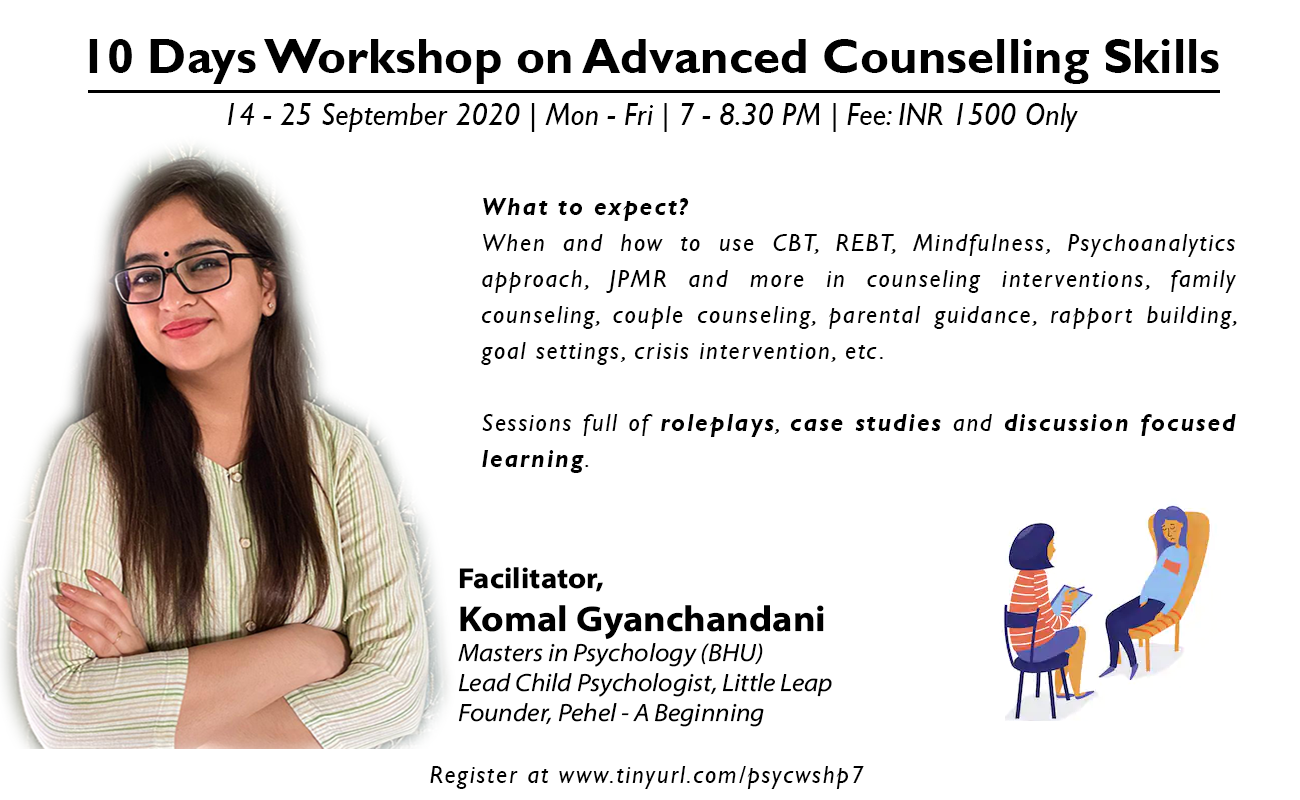 10 Days Workshop on Advanced Counselling Skills
14 - 25 September 2020 | Mon - Fri | 7 - 8.30 PM | Fee: INR 1500 Only
What to expect?
When and how to use CBT, REBT, Mindfulness, Psychoanalytics
approach, JPMR and more in counseling interventions, family
counseling, couple counseling, parental guidance, rapport building,
goal settings, crisis intervention, etc.
Sessions full of roleplays, case studies and discussion focused
learning.
Facilitator,
Komal Gyanchandani
Masters in Psychology (BHU)
Lead Child Psychologist, Little Leap
Founder, Pehel - A Beginning
Register at www.tinyurl.com/psycwshp7